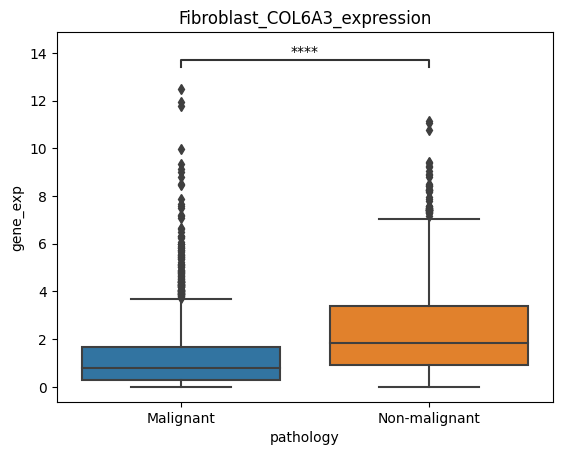 Fibroblast_COL6A3_expression
****
14
12
10
8
6
4
2
0
gene_exp
Malignant
Non-malignant
pathology